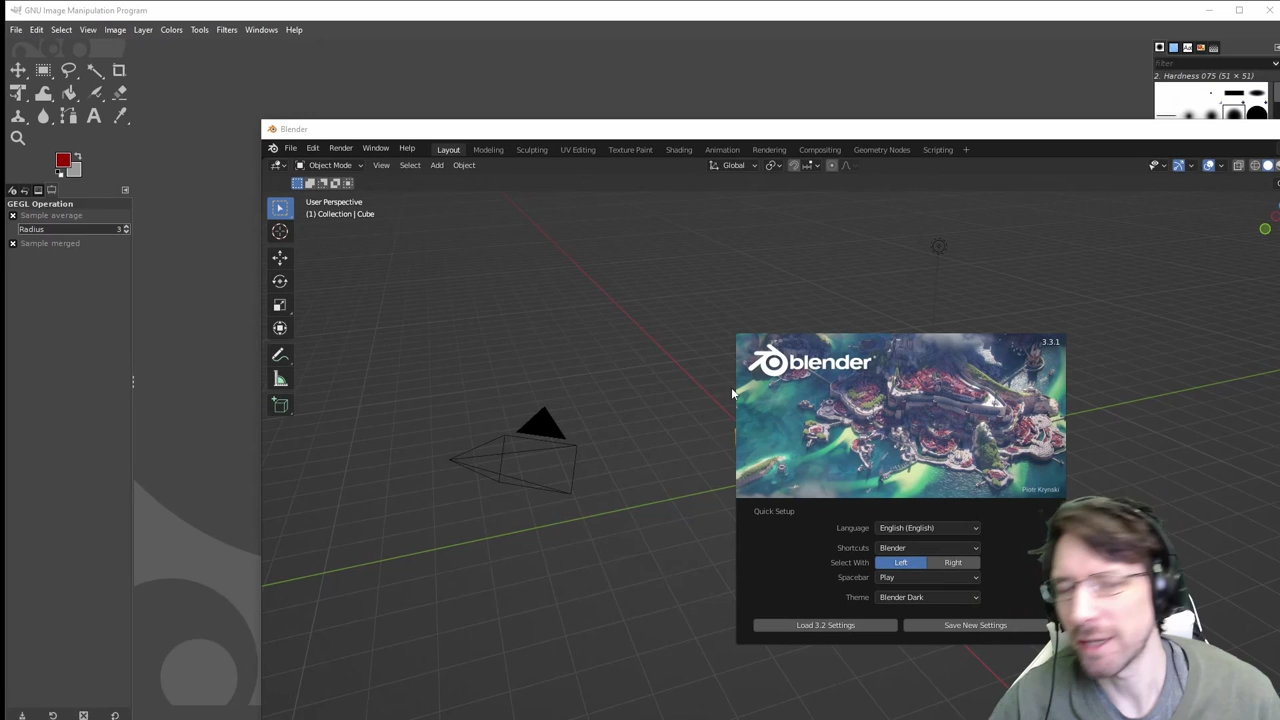 GNU Image Manipulation Program
File Edit Select View Image Layer Colors Tools Filters Windows Help
filter
2. Hardness 075 (51 × 51)
Blender
File Edit Render Window Help
Layout Modeling Sculpting UV Editing Texture Paint Shading Animation Rendering Compositing Geometry Nodes Scripting +
Object Mode View Select Add Object Global
User Perspective
(1) Collection | Cube
GEGL Operation
Sample average
Radius 3
Sample merged
3.3.1
blender
Piotr Krynski
Quick Setup
Language English (English)
Shortcuts Blender
Select With Left Right
Spacebar Play
Theme Blender Dark
Load 3.2 Settings Save New Settings